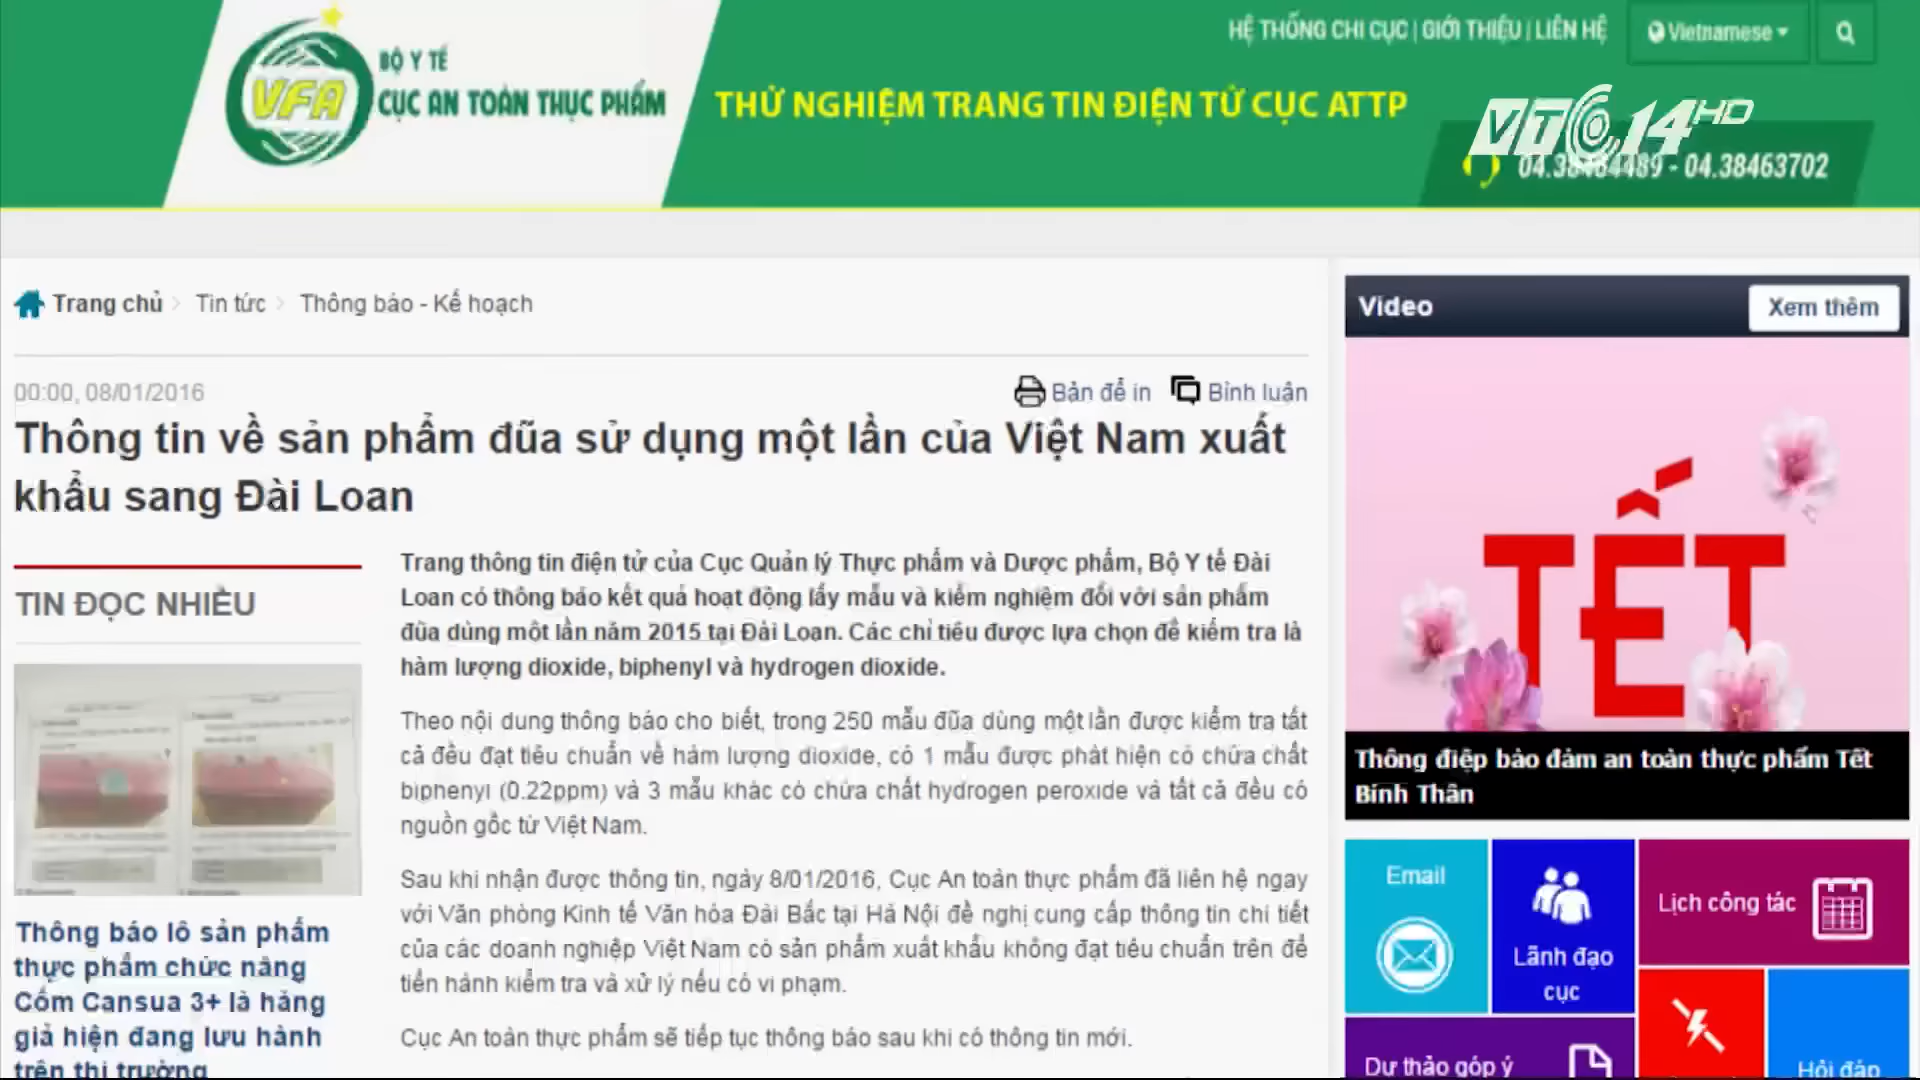 HỆ THỐNG CHI CỤC | GIỚI THIỆU | LIÊN HỆ
Vietnamese
BỘ Y TẾ
VFA
CỤC AN TOÀN THỰC PHẨM
THỬ NGHIỆM TRANG TIN ĐIỆN TỬ CỤC ATTP
VTC14HD
04.38464489 - 04.38463702
Trang chủ > Tin tức > Thông báo - Kế hoạch
Video
Xem thêm
00:00, 08/01/2016
Bản để in
Bình luận
Thông tin về sản phẩm đũa sử dụng một lần của Việt Nam xuất
khẩu sang Đài Loan
TIN ĐỌC NHIỀU
Trang thông tin điện tử của Cục Quản lý Thực phẩm và Dược phẩm, Bộ Y tế Đài
Loan có thông báo kết quả hoạt động lấy mẫu và kiểm nghiệm đối với sản phẩm
đũa dùng một lần năm 2015 tại Đài Loan. Các chỉ tiêu được lựa chọn để kiểm tra là
hàm lượng dioxide, biphenyl và hydrogen dioxide.
Theo nội dung thông báo cho biết, trong 250 mẫu đũa dùng một lần được kiểm tra tất
cả đều đạt tiêu chuẩn về hàm lượng dioxide, có 1 mẫu được phát hiện có chứa chất
biphenyl (0.22ppm) và 3 mẫu khác có chứa chất hydrogen peroxide và tất cả đều có
nguồn gốc từ Việt Nam.
Sau khi nhận được thông tin, ngày 8/01/2016, Cục An toàn thực phẩm đã liên hệ ngay
với Văn phòng Kinh tế Văn hóa Đài Bắc tại Hà Nội đề nghị cung cấp thông tin chi tiết
của các doanh nghiệp Việt Nam có sản phẩm xuất khẩu không đạt tiêu chuẩn trên để
tiến hành kiểm tra và xử lý nếu có vi phạm.
Cục An toàn thực phẩm sẽ tiếp tục thông báo sau khi có thông tin mới.
Thông báo lô sản phẩm
thực phẩm chức năng
Cốm Cansua 3+ là hàng
giả hiện đang lưu hành
trên thị trường
TẾT
Thông điệp bảo đảm an toàn thực phẩm Tết
Bính Thân
Email
Lãnh đạo
cục
Lịch công tác
Dự thảo góp ý
Hỏi đáp